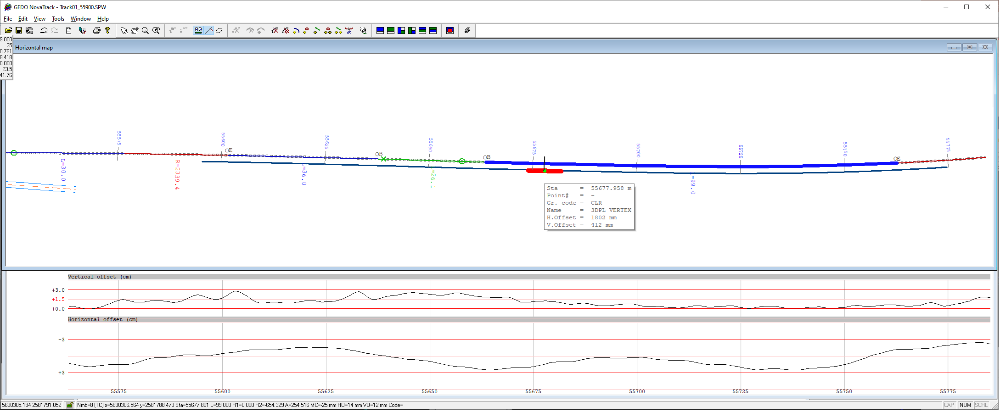 GEDO NovaTrack - Track01_55900.SPW
File Edit View Tools Window Help
9.000
25
0.791
8.418
0.000
23.5
41.76
Horizontal map
55575
55600
55625
55650
55675
55700
55725
55750
55775
OE
OB
OB
OE
L=30.0
R=2339.4
L=36.0
L=26.1
L=99.0
Sta = 55677.958 m
Point# = -
Gr. code = CLR
Name = 3DPL VERTEX
H.Offset = 1802 mm
V.Offset = -412 mm
Vertical offset (cm)
+3.0
+1.5
+0.0
Horizontal offset (cm)
-3
+3
55575 55600 55625 55650 55675 55700 55725 55750 55775
5630305.194 2581791.052 Nmb=8 (TC) x=5630306.564 y=2581788.473 Sta=55677.801 L=99.000 R1=0.000 R2=-654.329 A=254.516 MC=-25 mm HO=14 mm VO=12 mm Code= CAP NUM SCRL